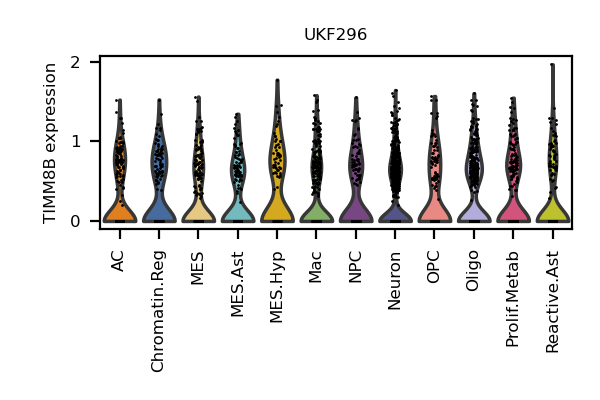 UKF296
TIMM8B expression
2
1
0
AC
Chromatin.Reg
MES
MES.Ast
MES.Hyp
Mac
NPC
Neuron
OPC
Oligo
Prolif.Metab
Reactive.Ast